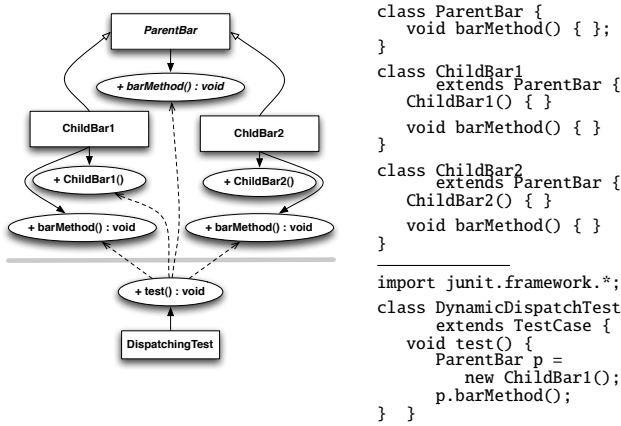 ParentBar
+ barMethod() : void
ChildBar1
ChldBar2
+ ChildBar1()
+ ChildBar2()
+ barMethod() : void
+ barMethod() : void
+ test() : void
DispatchingTest
class ParentBar {
void barMethod() { };
}
class ChildBar1
extends ParentBar {
ChildBar1() { }
void barMethod() { }
}
class ChildBar2
extends ParentBar {
ChildBar2() { }
void barMethod() { }
}
import junit.framework.*;
class DynamicDispatchTest
extends TestCase {
void test() {
ParentBar p =
new ChildBar1();
p.barMethod();
} }